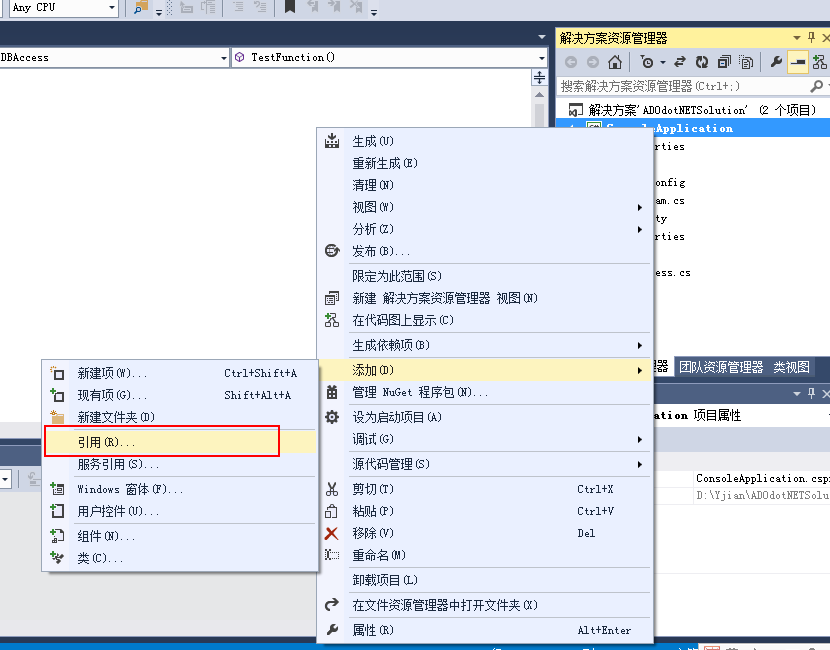 Any CPU
解决方案资源管理器
DBAccess
TestFunction()
搜索解决方案资源管理器(Ctrl+;)
解决方案'ADOdotNETSolution' (2 个项目)
ConsoleApplication
生成(U)
重新生成(E)
清理(N)
视图(W)
分析(Z)
发布(B)...
限定为此范围(S)
新建 解决方案资源管理器 视图(N)
在代码图上显示(C)
生成依赖项(B)
添加(D)
管理 NuGet 程序包(N)...
设为启动项目(A)
调试(G)
源代码管理(S)
剪切(T) Ctrl+X
粘贴(P) Ctrl+V
移除(V) Del
重命名(M)
卸载项目(L)
在文件资源管理器中打开文件夹(X)
属性(R) Alt+Enter
新建项(W)... Ctrl+Shift+A
现有项(G)... Shift+Alt+A
新建文件夹(D)
引用(R)...
服务引用(S)...
Windows 窗体(F)...
用户控件(U)...
组件(N)...
类(C)...
rties
onfig
am.cs
ty
rties
ess.cs
器 团队资源管理器 类视图
ation 项目属性
ConsoleApplication.csp
D:\Yjian\ADOdotNETSolu